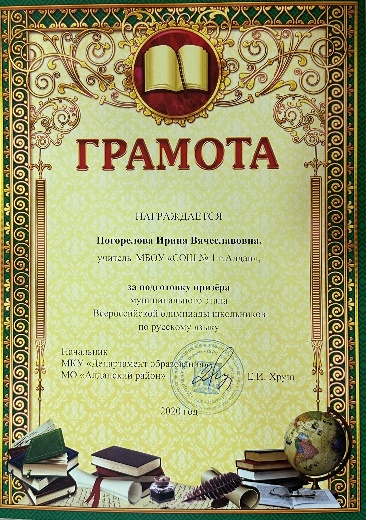 ГРАМОТА
НАГРАЖДАЕТСЯ
Погорелова Ирина Вячеславовна,
учитель МБОУ «СОШ № 1 г.Алдан»,
за подготовку призёра
муниципального этапа
Всероссийской олимпиады школьников
по русскому языку
Начальник
МКУ «Департамент образования»
МО «Алданский район» И. Хрущ
2020 год